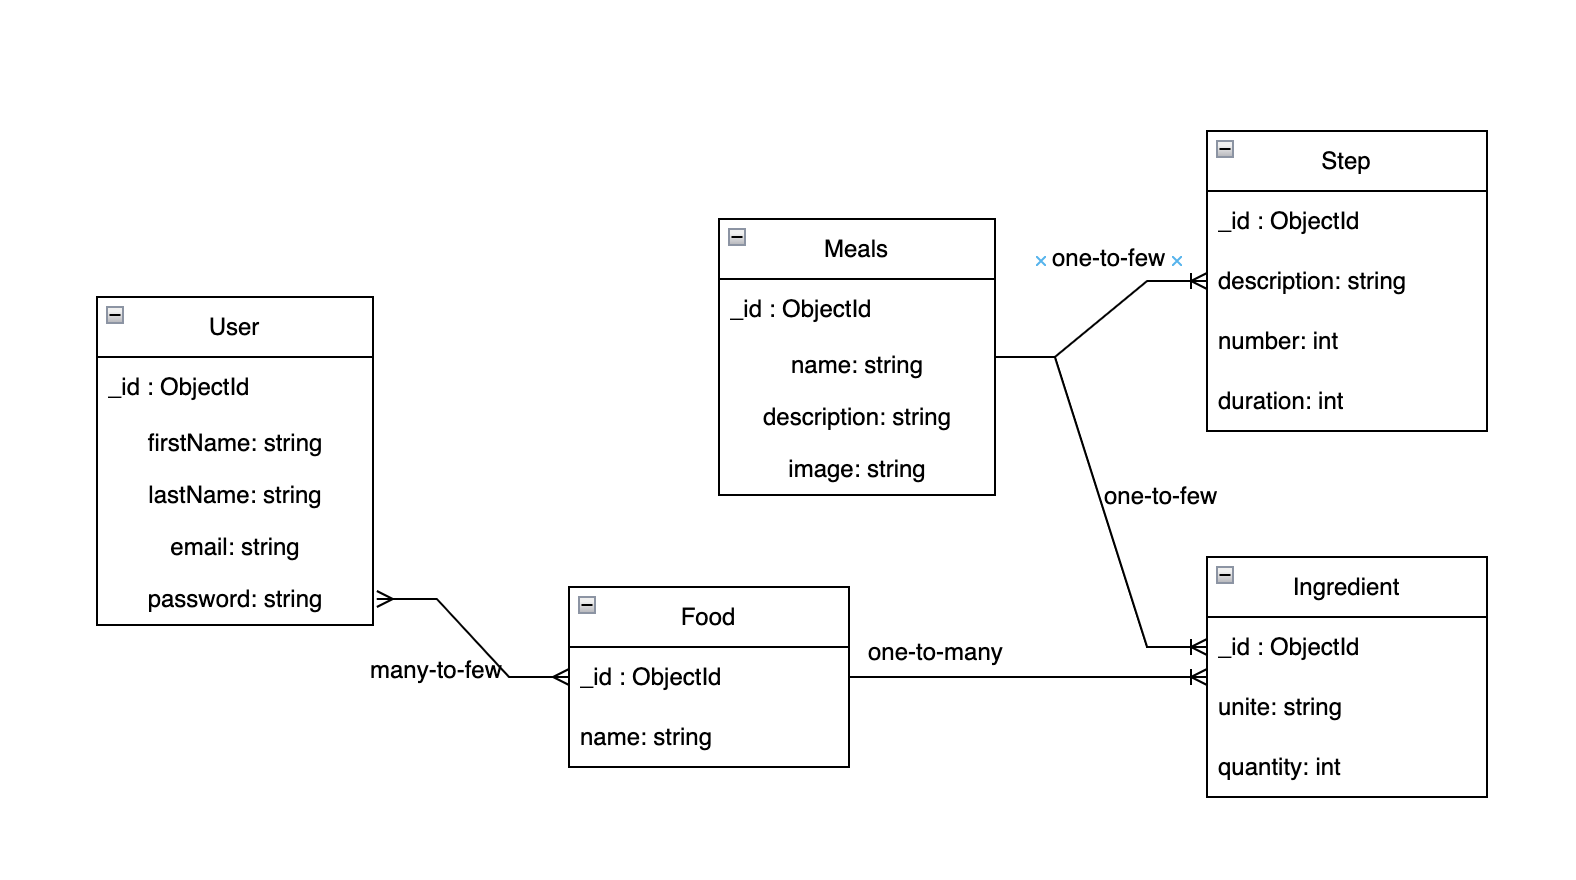 User
_id : ObjectId
firstName: string
lastName: string
email: string
password: string
many-to-few
Food
_id : ObjectId
name: string
one-to-many
Meals
_id : ObjectId
name: string
description: string
image: string
one-to-few
one-to-few
Step
_id : ObjectId
description: string
number: int
duration: int
Ingredient
_id : ObjectId
unite: string
quantity: int